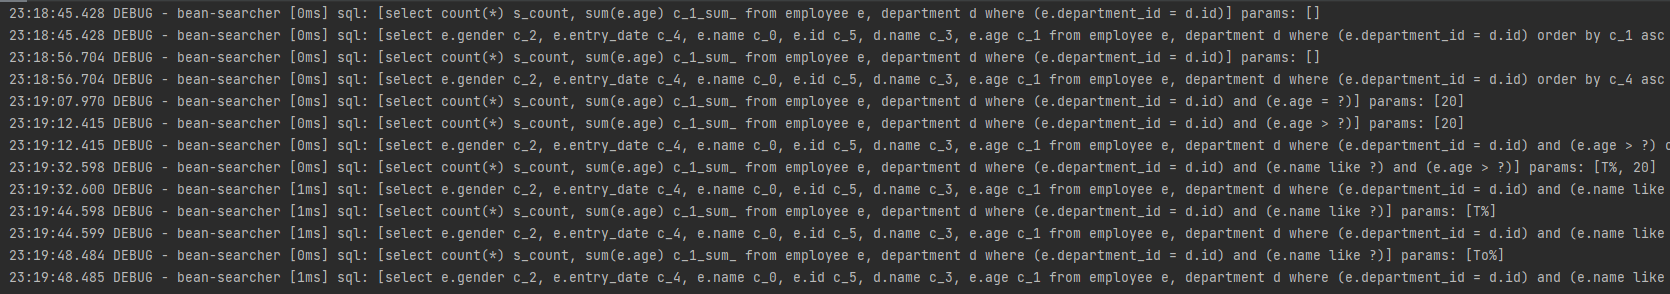 23:18:45.428 DEBUG - bean-searcher [0ms] sql: [select count(*) s_count, sum(e.age) c_1_sum_ from employee e, department d where (e.department_id = d.id)] params: []
23:18:45.428 DEBUG - bean-searcher [0ms] sql: [select e.gender c_2, e.entry_date c_4, e.name c_0, e.id c_5, d.name c_3, e.age c_1 from employee e, department d where (e.department_id = d.id) order by c_1 asc
23:18:56.704 DEBUG - bean-searcher [0ms] sql: [select count(*) s_count, sum(e.age) c_1_sum_ from employee e, department d where (e.department_id = d.id)] params: []
23:18:56.704 DEBUG - bean-searcher [0ms] sql: [select e.gender c_2, e.entry_date c_4, e.name c_0, e.id c_5, d.name c_3, e.age c_1 from employee e, department d where (e.department_id = d.id) order by c_4 asc
23:19:07.970 DEBUG - bean-searcher [0ms] sql: [select count(*) s_count, sum(e.age) c_1_sum_ from employee e, department d where (e.department_id = d.id) and (e.age = ?)] params: [20]
23:19:12.415 DEBUG - bean-searcher [0ms] sql: [select count(*) s_count, sum(e.age) c_1_sum_ from employee e, department d where (e.department_id = d.id) and (e.age > ?)] params: [20]
23:19:12.415 DEBUG - bean-searcher [0ms] sql: [select e.gender c_2, e.entry_date c_4, e.name c_0, e.id c_5, d.name c_3, e.age c_1 from employee e, department d where (e.department_id = d.id) and (e.age > ?)
23:19:32.598 DEBUG - bean-searcher [0ms] sql: [select count(*) s_count, sum(e.age) c_1_sum_ from employee e, department d where (e.department_id = d.id) and (e.name like ?) and (e.age > ?)] params: [T%, 20]
23:19:32.600 DEBUG - bean-searcher [1ms] sql: [select e.gender c_2, e.entry_date c_4, e.name c_0, e.id c_5, d.name c_3, e.age c_1 from employee e, department d where (e.department_id = d.id) and (e.name like
23:19:44.598 DEBUG - bean-searcher [1ms] sql: [select count(*) s_count, sum(e.age) c_1_sum_ from employee e, department d where (e.department_id = d.id) and (e.name like ?)] params: [T%]
23:19:44.599 DEBUG - bean-searcher [1ms] sql: [select e.gender c_2, e.entry_date c_4, e.name c_0, e.id c_5, d.name c_3, e.age c_1 from employee e, department d where (e.department_id = d.id) and (e.name like
23:19:48.484 DEBUG - bean-searcher [0ms] sql: [select count(*) s_count, sum(e.age) c_1_sum_ from employee e, department d where (e.department_id = d.id) and (e.name like ?)] params: [To%]
23:19:48.485 DEBUG - bean-searcher [1ms] sql: [select e.gender c_2, e.entry_date c_4, e.name c_0, e.id c_5, d.name c_3, e.age c_1 from employee e, department d where (e.department_id = d.id) and (e.name like